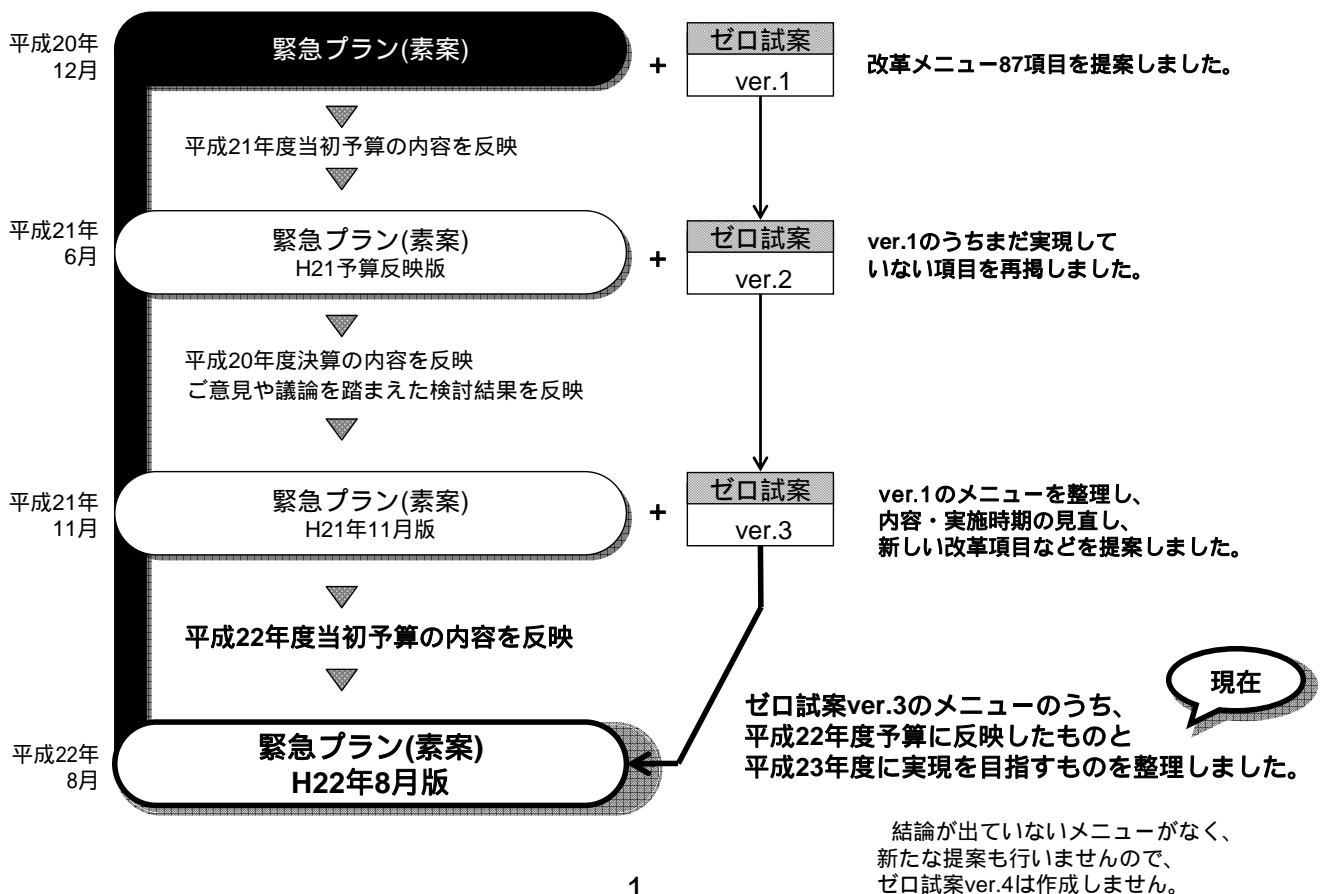 平成20年
12月
緊急プラン(素案)
+
ゼロ試案
ver.1
改革メニュー87項目を提案しました。
平成21年度当初予算の内容を反映
平成21年
6月
緊急プラン(素案)
H21予算反映版
+
ゼロ試案
ver.2
ver.1のうちまだ実現して
いない項目を再掲しました。
平成20年度決算の内容を反映
ご意見や議論を踏まえた検討結果を反映
平成21年
11月
緊急プラン(素案)
H21年11月版
+
ゼロ試案
ver.3
ver.1のメニューを整理し、
内容・実施時期の見直し、
新しい改革項目などを提案しました。
平成22年度当初予算の内容を反映
現在
平成22年
8月
緊急プラン(素案)
H22年8月版
ゼロ試案ver.3のメニューのうち、
平成22年度予算に反映したものと
平成23年度に実現を目指すものを整理しました。
結論が出ていないメニューがなく、
新たな提案も行いませんので、
ゼロ試案ver.4は作成しません。
1